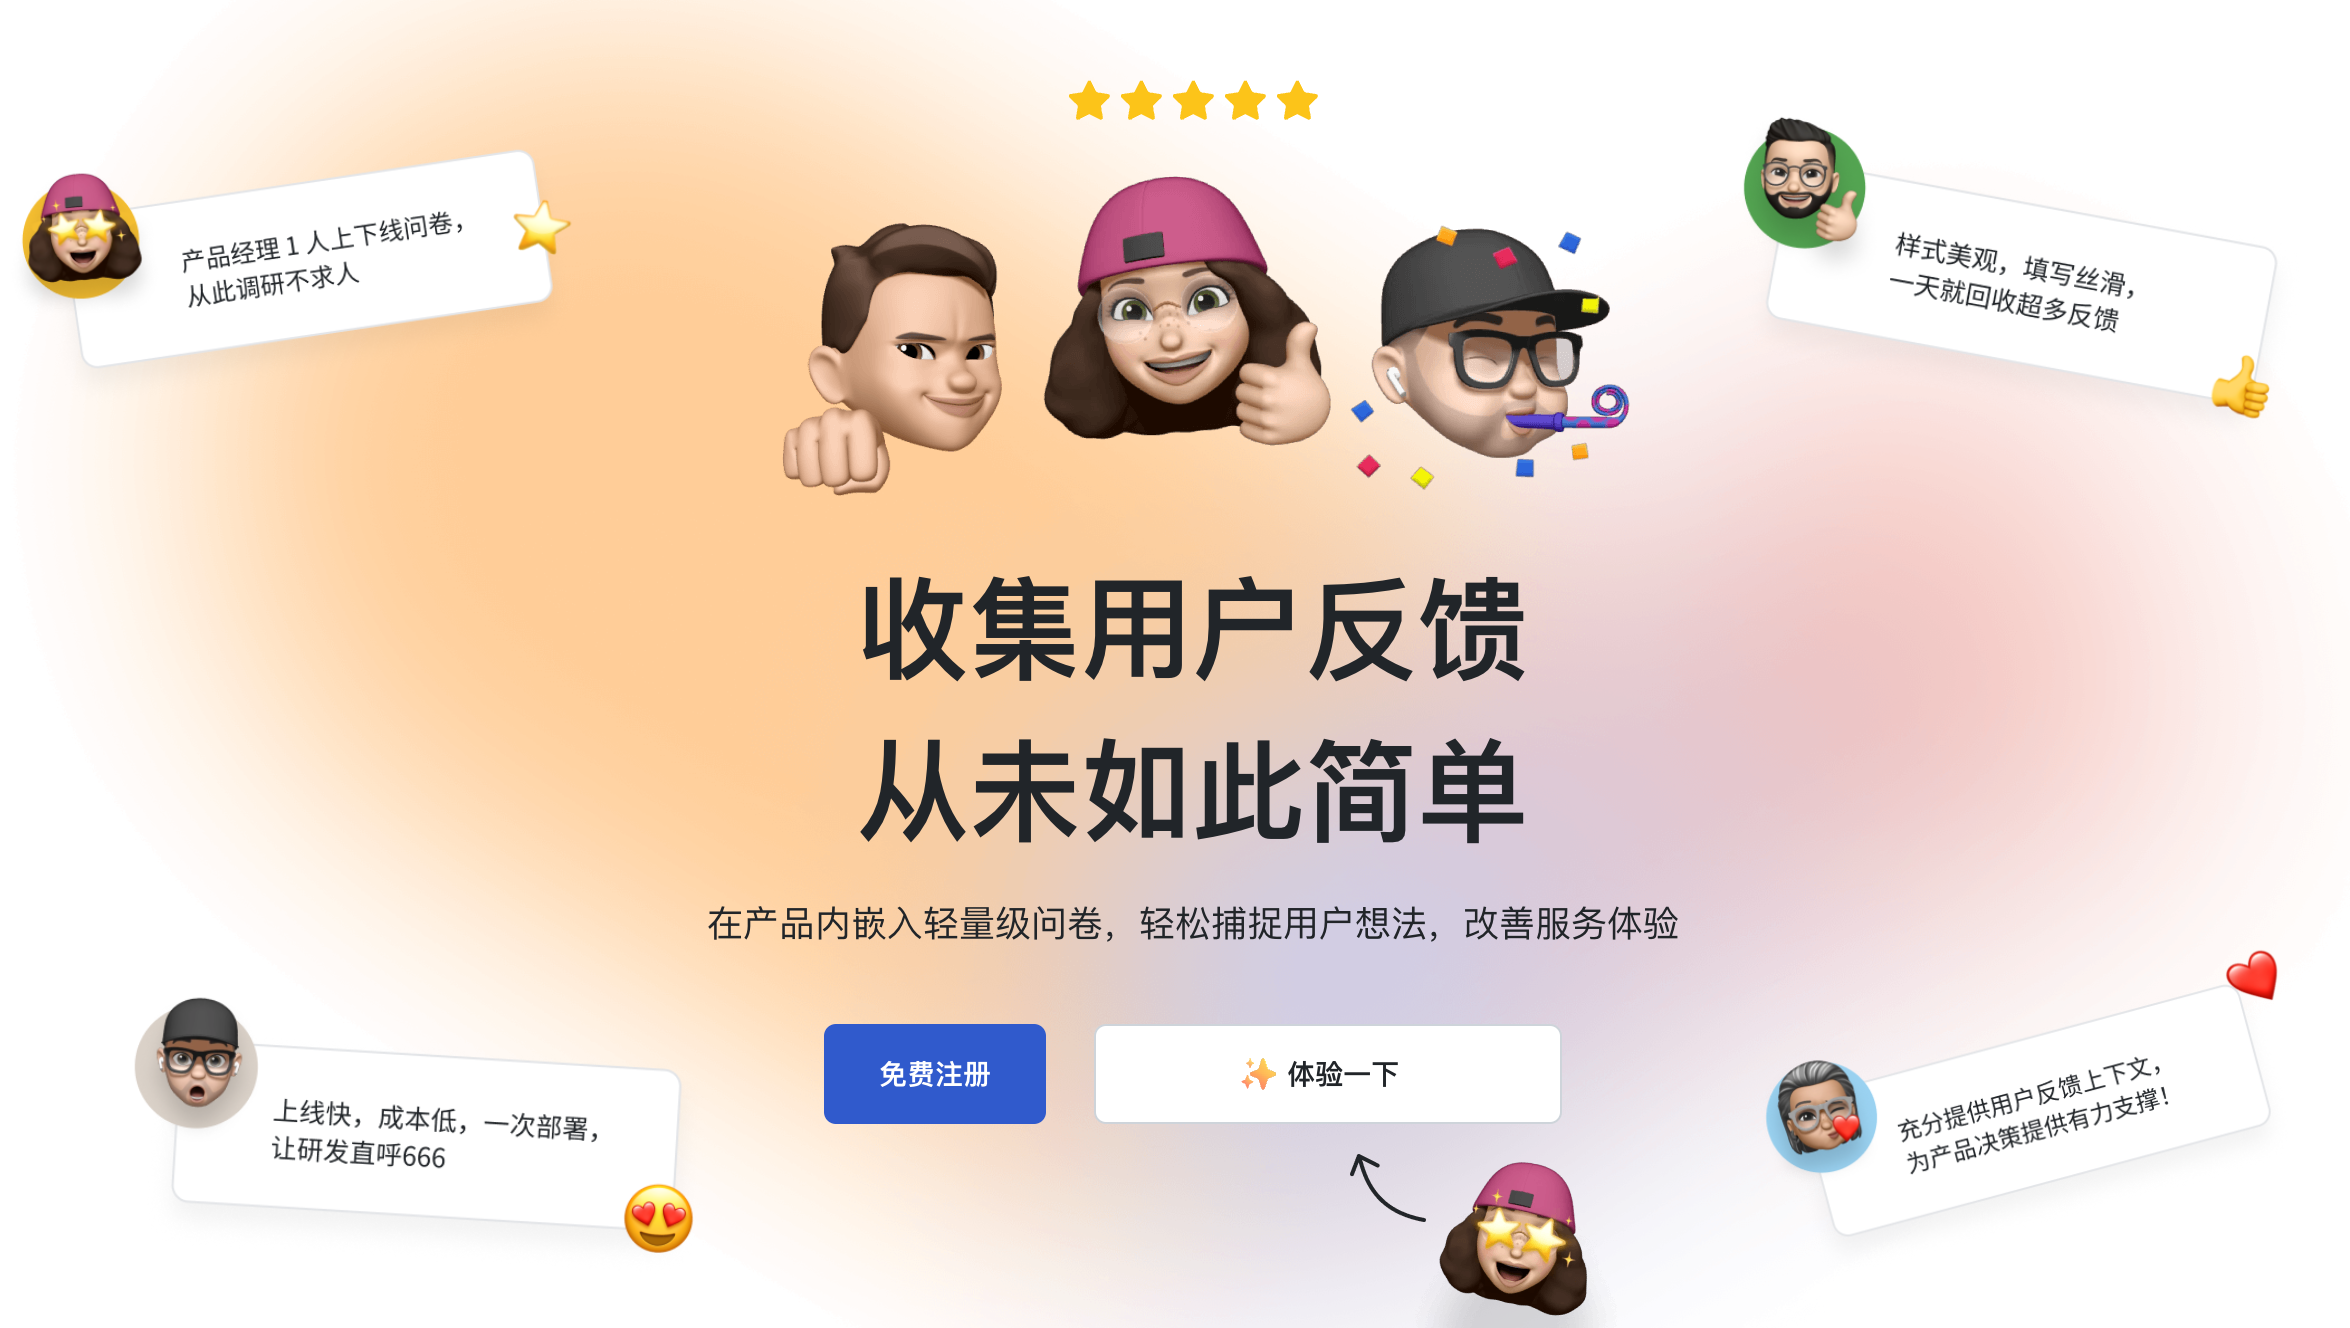 产品经理 1 人上下线问卷，
从此调研不求人
样式美观，填写丝滑，
一天就回收超多反馈
收集用户反馈
从未如此简单
在产品内嵌入轻量级问卷，轻松捕捉用户想法，改善服务体验
免费注册
体验一下
上线快，成本低，一次部署，
让研发直呼666
充分提供用户反馈上下文，
为产品决策提供有力支撑！